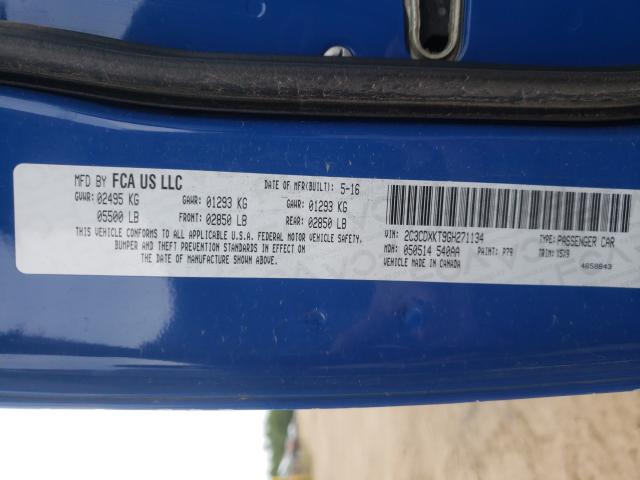 MFD BY FCA US LLC DATE OF MFR(BUILT): 5-16
GVWR: 02495 KG GAWR: 01293 KG GAWR: 01293 KG
05500 LB FRONT: 02850 LB REAR: 02850 LB
THIS VEHICLE CONFORMS TO ALL APPLICABLE U.S.A. FEDERAL MOTOR VEHICLE SAFETY,
BUMPER AND THEFT PREVENTION STANDARDS IN EFFECT ON
THE DATE OF MANUFACTURE SHOWN ABOVE.
VIN: 2C3CDXKT9GH271134 TYPE: PASSENGER CAR
MDH: 050514 540AA PAINT: P79 TRIM: X5X9
VEHICLE MADE IN CANADA 4658843